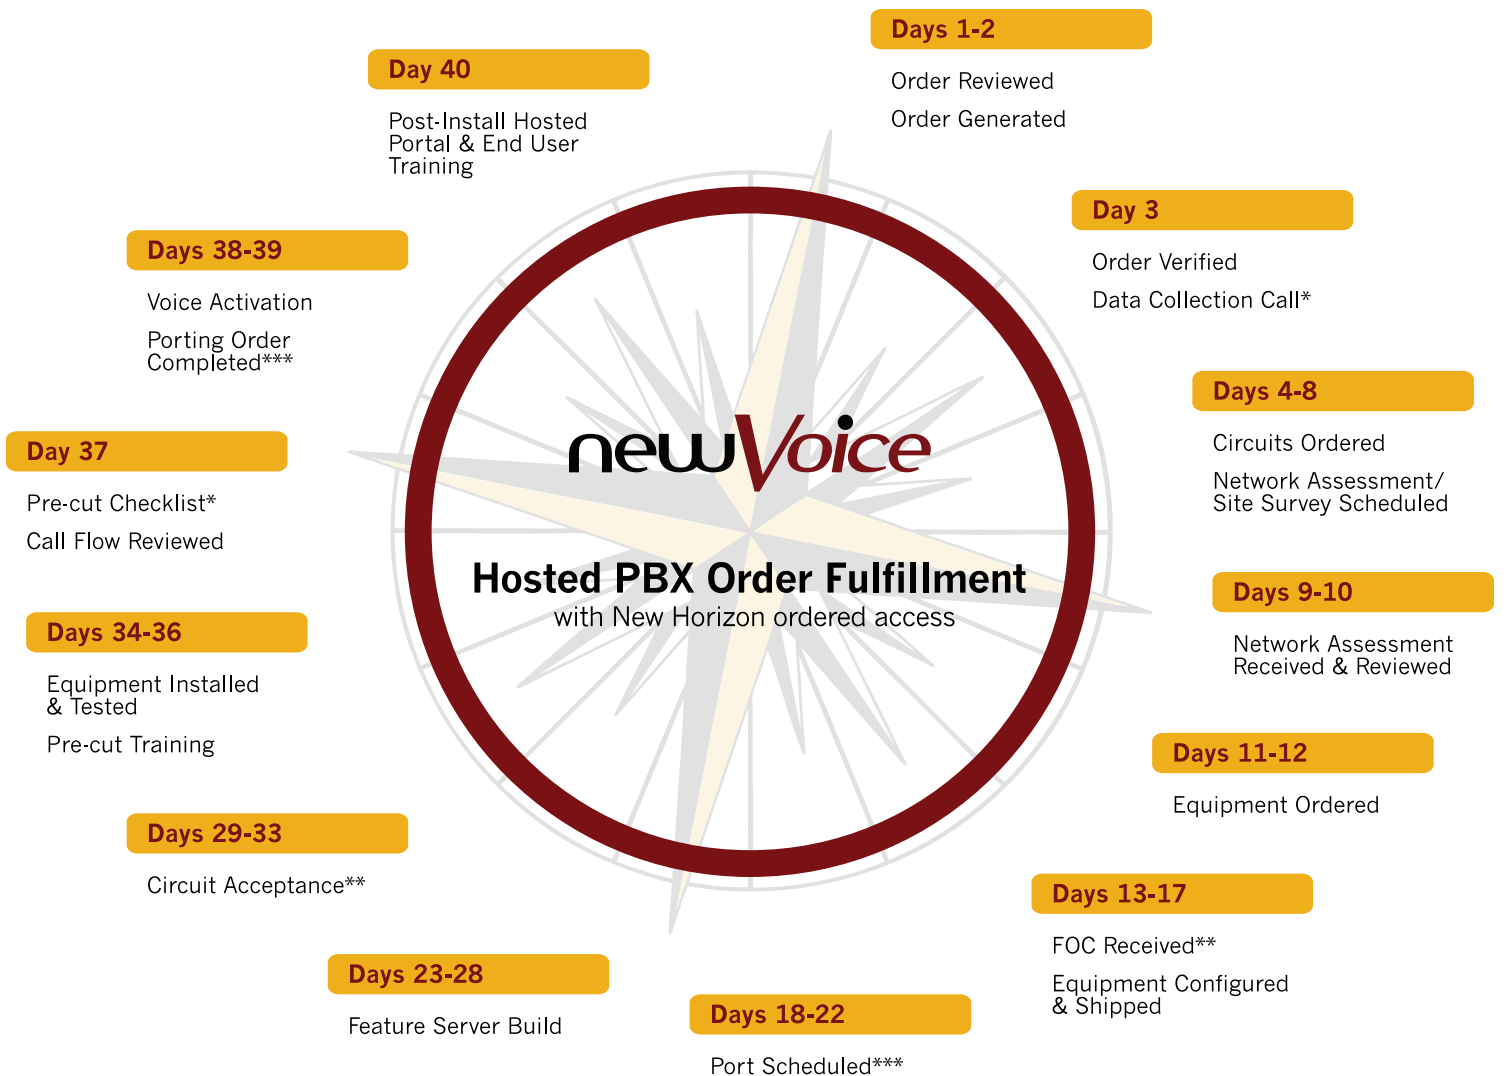 Days 1-2
Order Reviewed
Order Generated
Day 3
Order Verified
Data Collection Call*
Days 4-8
Circuits Ordered
Network Assessment/
Site Survey Scheduled
Days 9-10
Network Assessment
Received & Reviewed
Days 11-12
Equipment Ordered
Days 13-17
FOC Received**
Equipment Configured
& Shipped
Days 18-22
Port Scheduled***
Days 23-28
Feature Server Build
Days 29-33
Circuit Acceptance**
Days 34-36
Equipment Installed
& Tested
Pre-cut Training
Day 37
Pre-cut Checklist*
Call Flow Reviewed
Days 38-39
Voice Activation
Porting Order
Completed***
Day 40
Post-Install Hosted
Portal & End User
Training
newVoice
Hosted PBX Order Fulfillment
with New Horizon ordered access